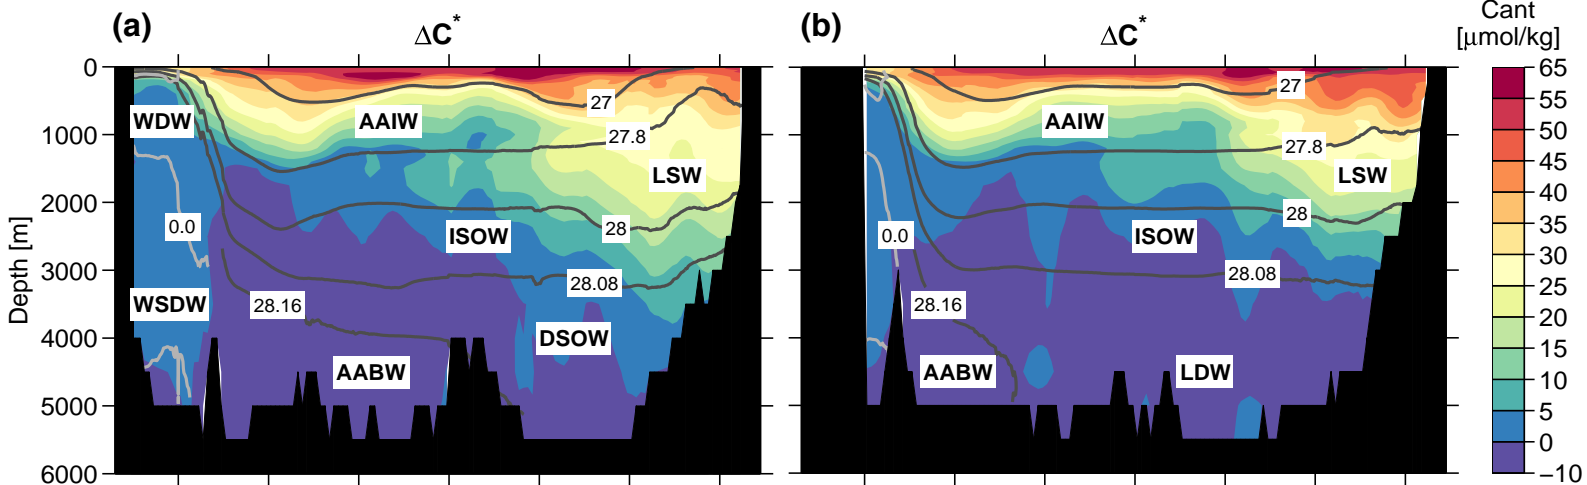 (a)
ΔC*
(b)
ΔC*
Cant
[μmol/kg]
Depth [m]
0
1000
2000
3000
4000
5000
6000
WDW
AAIW
27
27.8
LSW
0.0
ISOW
28
WSDW
28.16
28.08
DSOW
AABW
AAIW
27
27.8
LSW
0.0
ISOW
28
28.16
28.08
AABW
LDW
65
55
50
45
40
35
30
25
20
15
10
5
0
−10